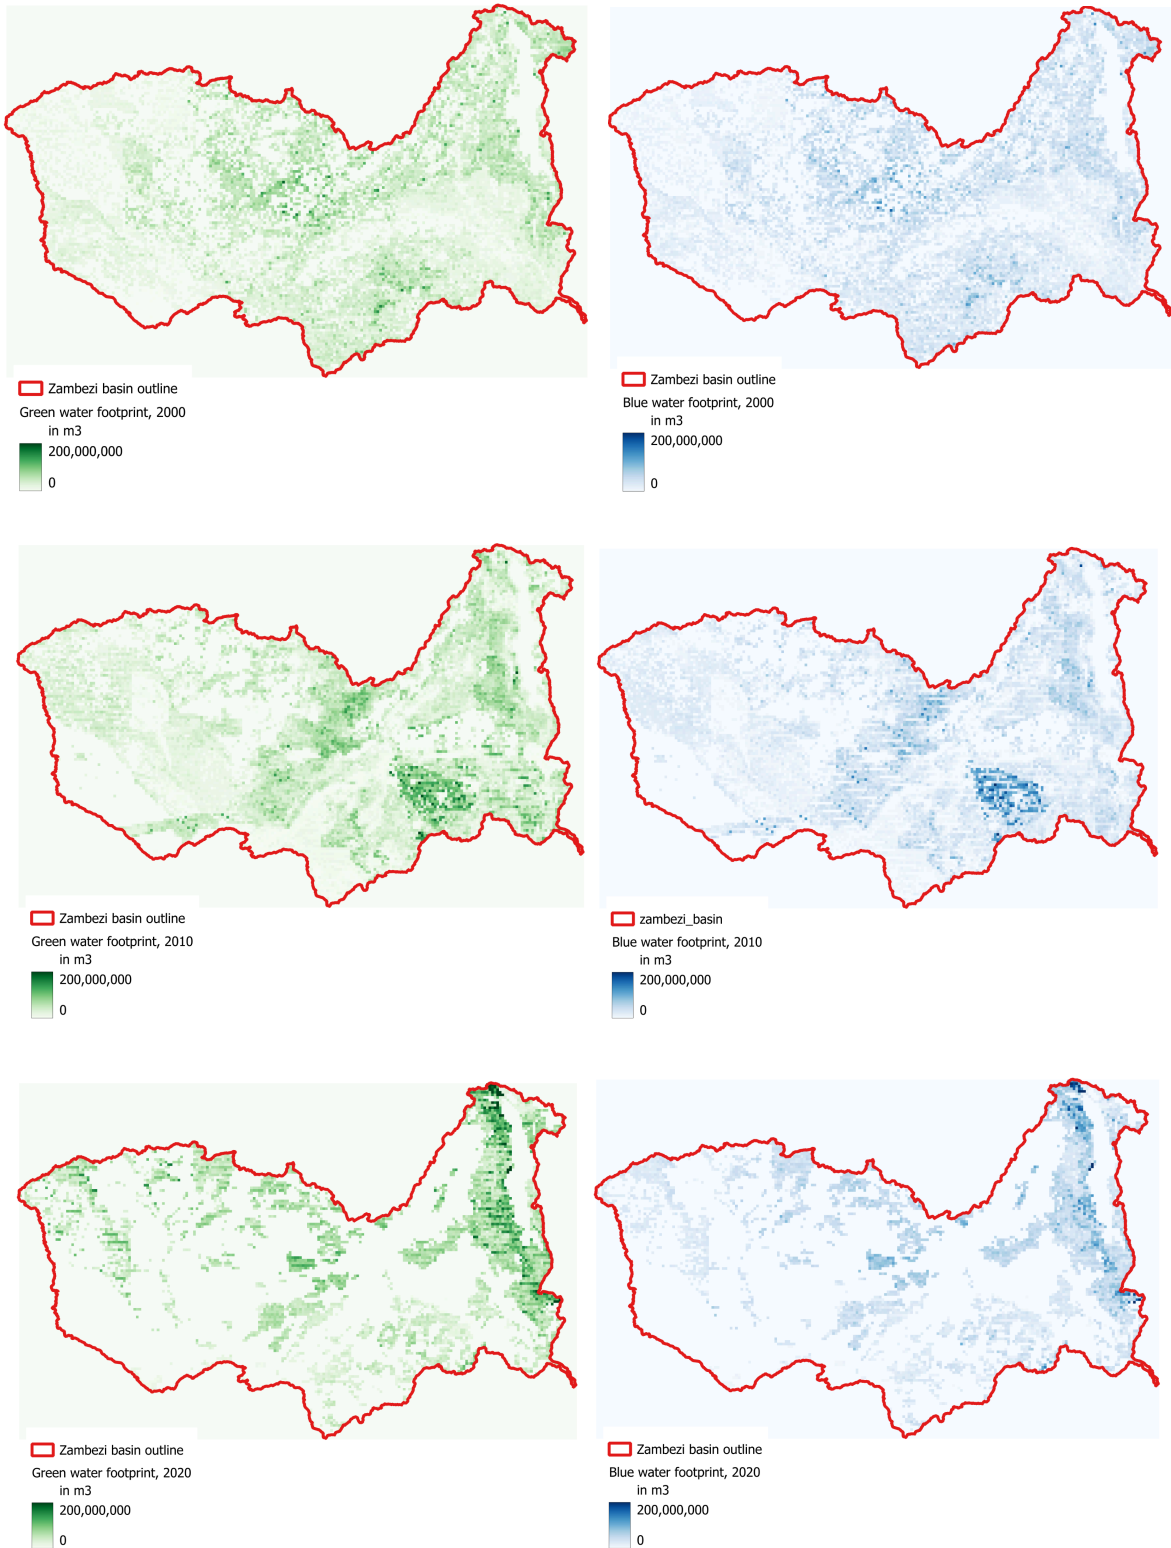 Zambezi basin outline
Green water footprint, 2000
in m3
200,000,000
0
Zambezi basin outline
Blue water footprint, 2000
in m3
200,000,000
0
Zambezi basin outline
Green water footprint, 2010
in m3
200,000,000
0
zambezi_basin
Blue water footprint, 2010
in m3
200,000,000
0
Zambezi basin outline
Green water footprint, 2020
in m3
200,000,000
0
Zambezi basin outline
Blue water footprint, 2020
in m3
200,000,000
0